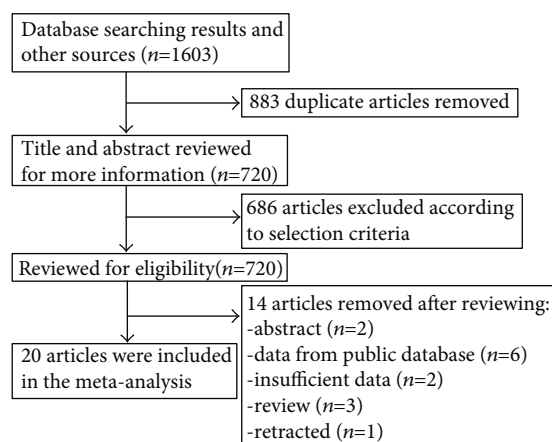 Database searching results and
other sources (n=1603)
883 duplicate articles removed
Title and abstract reviewed
for more information (n=720)
686 articles excluded according
to selection criteria
Reviewed for eligibility(n=720)
14 articles removed after reviewing:
-abstract (n=2)
-data from public database (n=6)
-insufficient data (n=2)
-review (n=3)
-retracted (n=1)
20 articles were included
in the meta-analysis